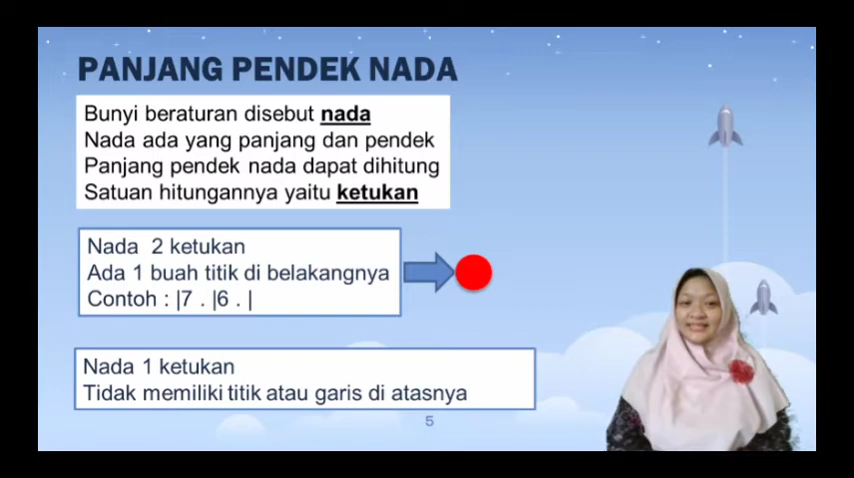 PANJANG PENDEK NADA
Bunyi beraturan disebut nada
Nada ada yang panjang dan pendek
Panjang pendek nada dapat dihitung
Satuan hitungannya yaitu ketukan
Nada 2 ketukan
Ada 1 buah titik di belakangnya
Contoh : |7 . |6 . |
Nada 1 ketukan
Tidak memiliki titik atau garis di atasnya
5